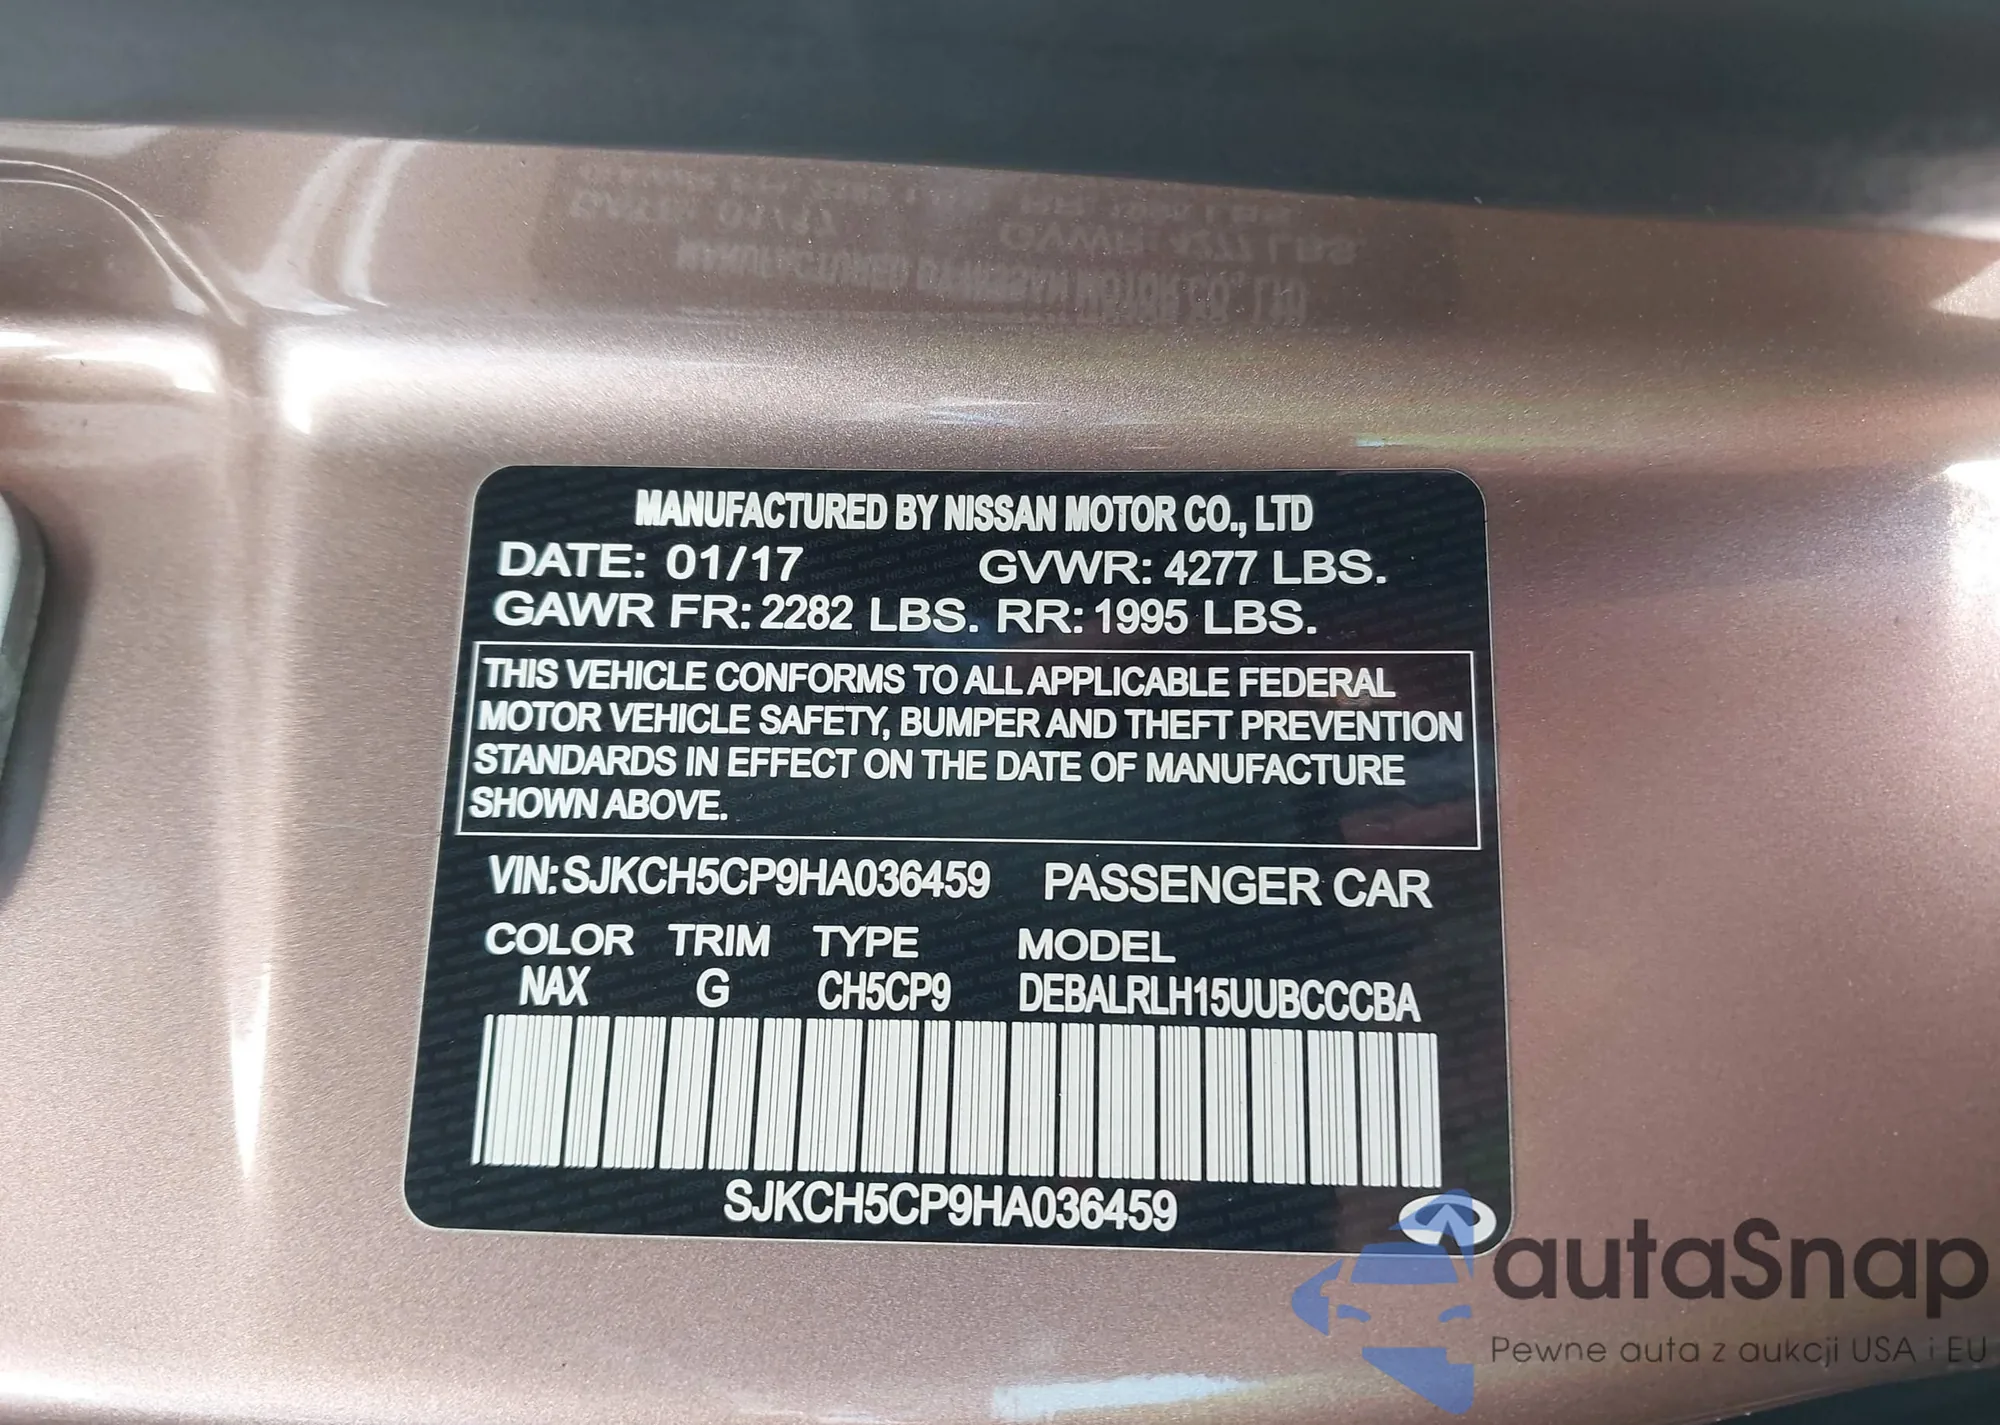 MANUFACTURED BY NISSAN MOTOR CO., LTD
DATE: 01/17 GVWR: 4277 LBS.
GAWR FR: 2282 LBS. RR: 1995 LBS.
THIS VEHICLE CONFORMS TO ALL APPLICABLE FEDERAL
MOTOR VEHICLE SAFETY, BUMPER AND THEFT PREVENTION
STANDARDS IN EFFECT ON THE DATE OF MANUFACTURE
SHOWN ABOVE.
VIN: SJKCH5CP9HA036459 PASSENGER CAR
COLOR TRIM TYPE MODEL
NAX G CH5CP9 DEBALRLH15UUBCCCBA
SJKCH5CP9HA036459
autaSnap
Pewne auta z aukcji USA i EU